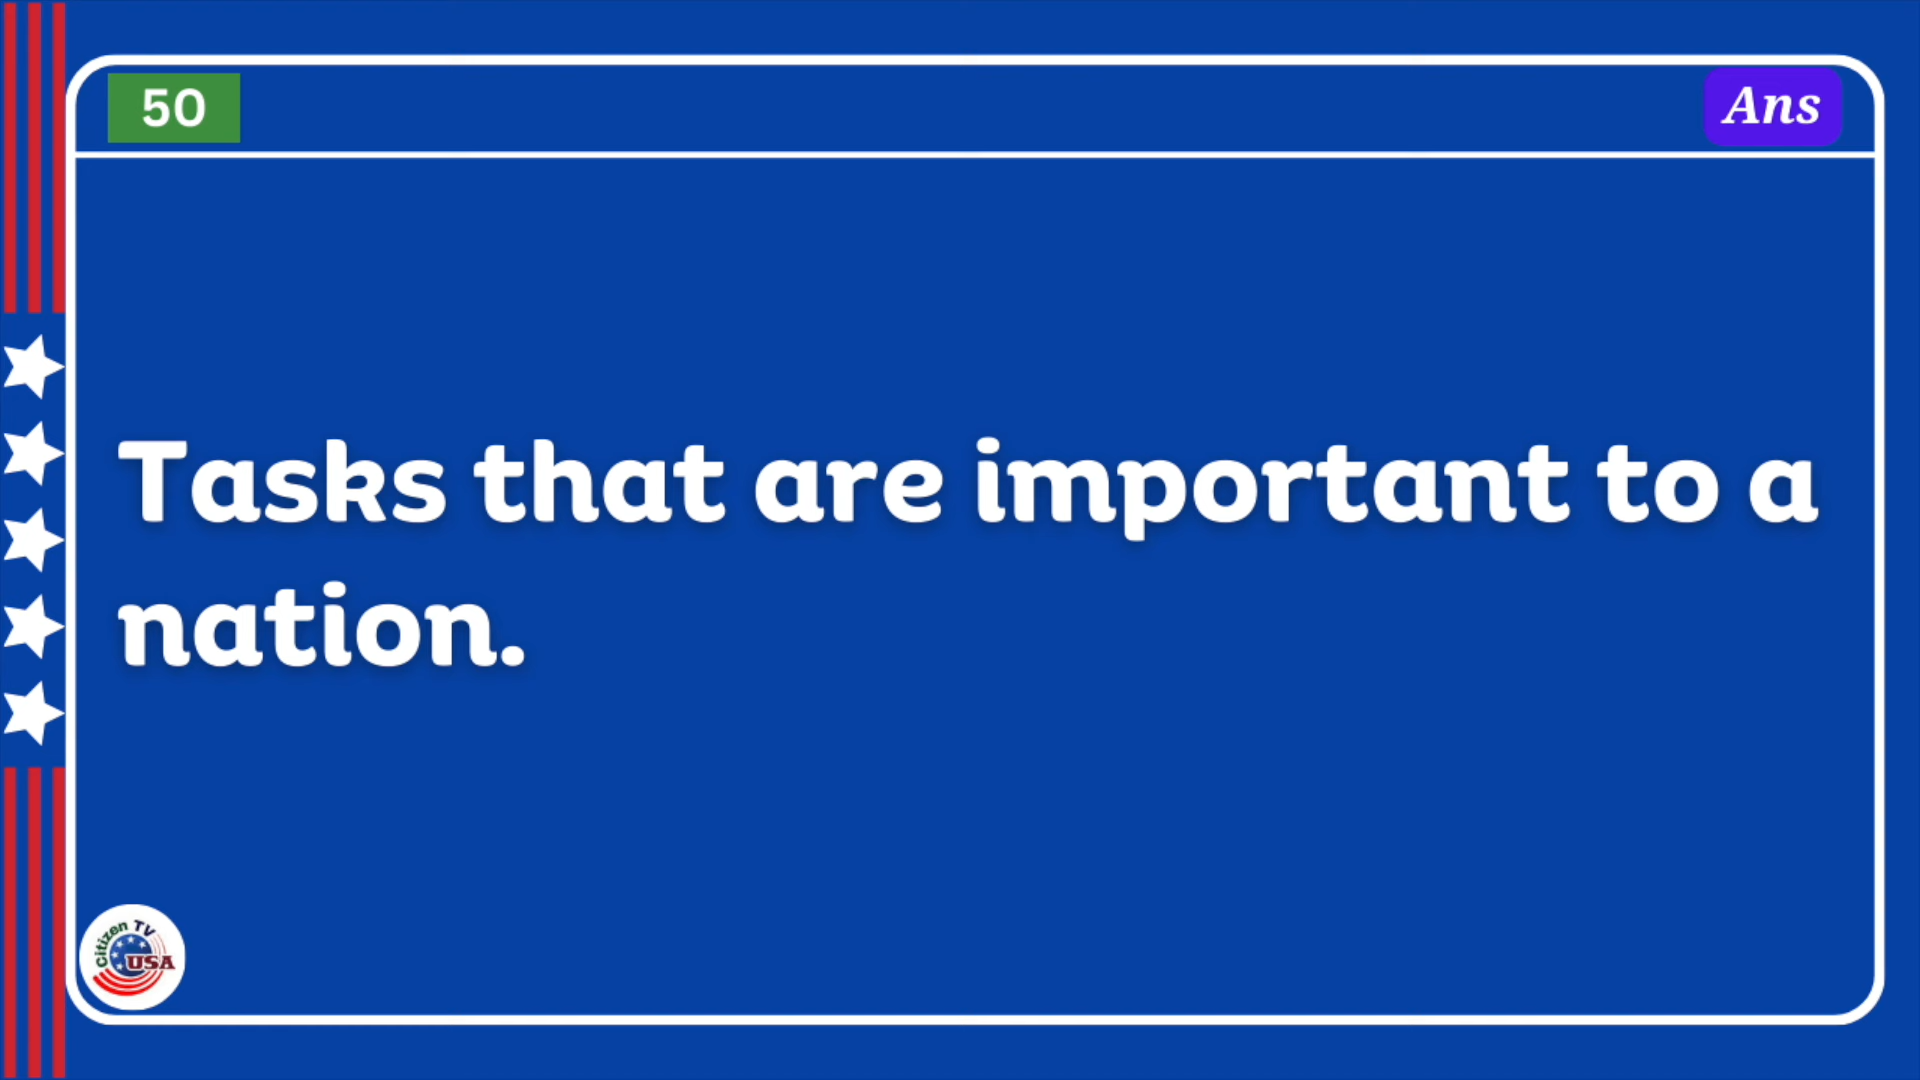 50
Ans
Tasks that are important to a
nation.
Citizen TV
USA